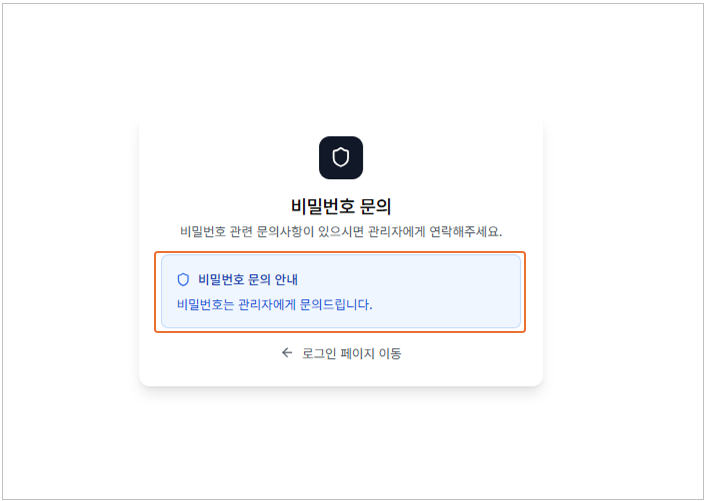 비밀번호 문의
비밀번호 관련 문의사항이 있으시면 관리자에게 연락해주세요.
비밀번호 문의 안내
비밀번호는 관리자에게 문의드립니다.
로그인 페이지 이동